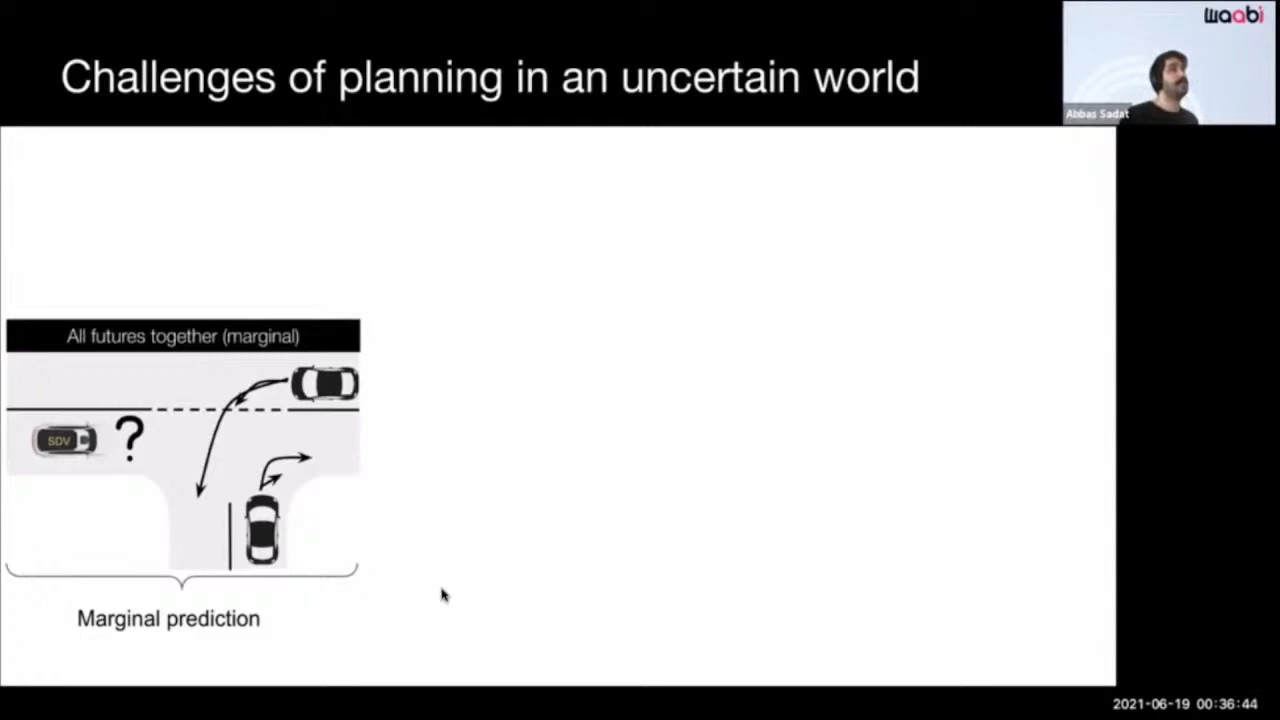 waabi
Challenges of planning in an uncertain world
Abbas Sadat
All futures together (marginal)
SDV
?
Marginal prediction
2021-06-19 00:36:44